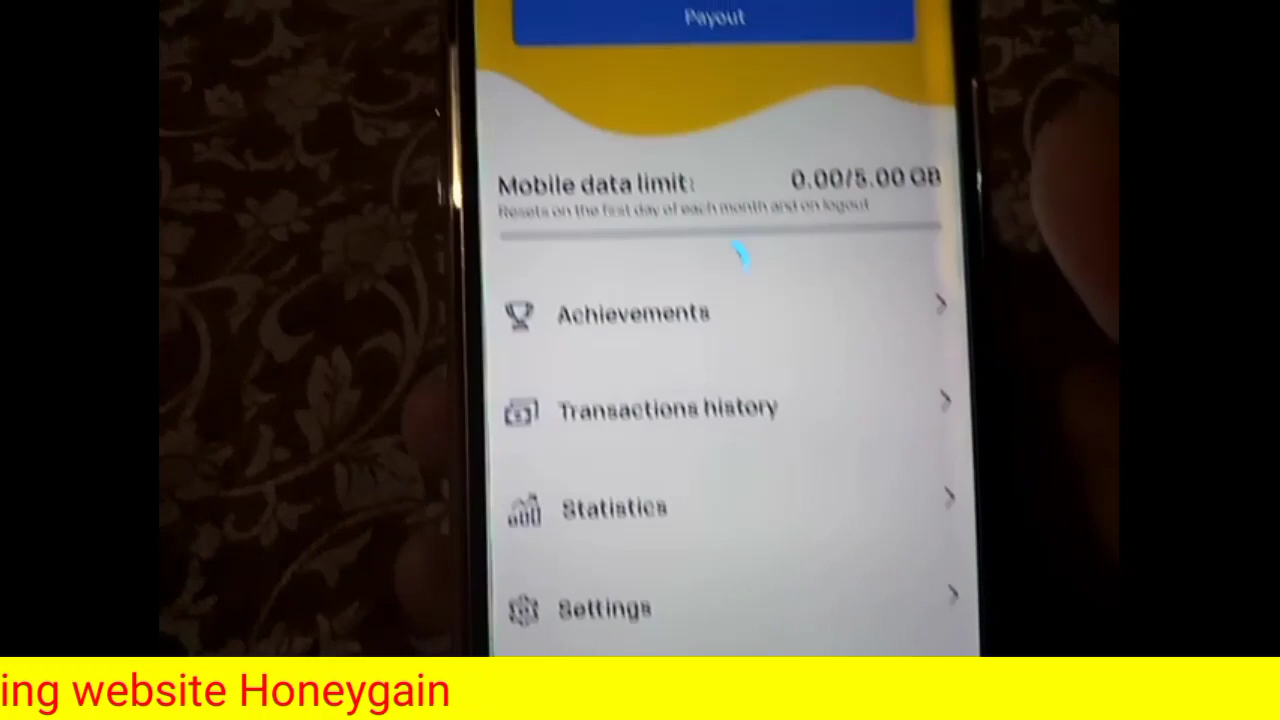 Payout
Mobile data limit: 0.00/5.00 GB
Resets on the first day of each month and on logout
Achievements
Transactions history
Statistics
Settings
ing website Honeygain